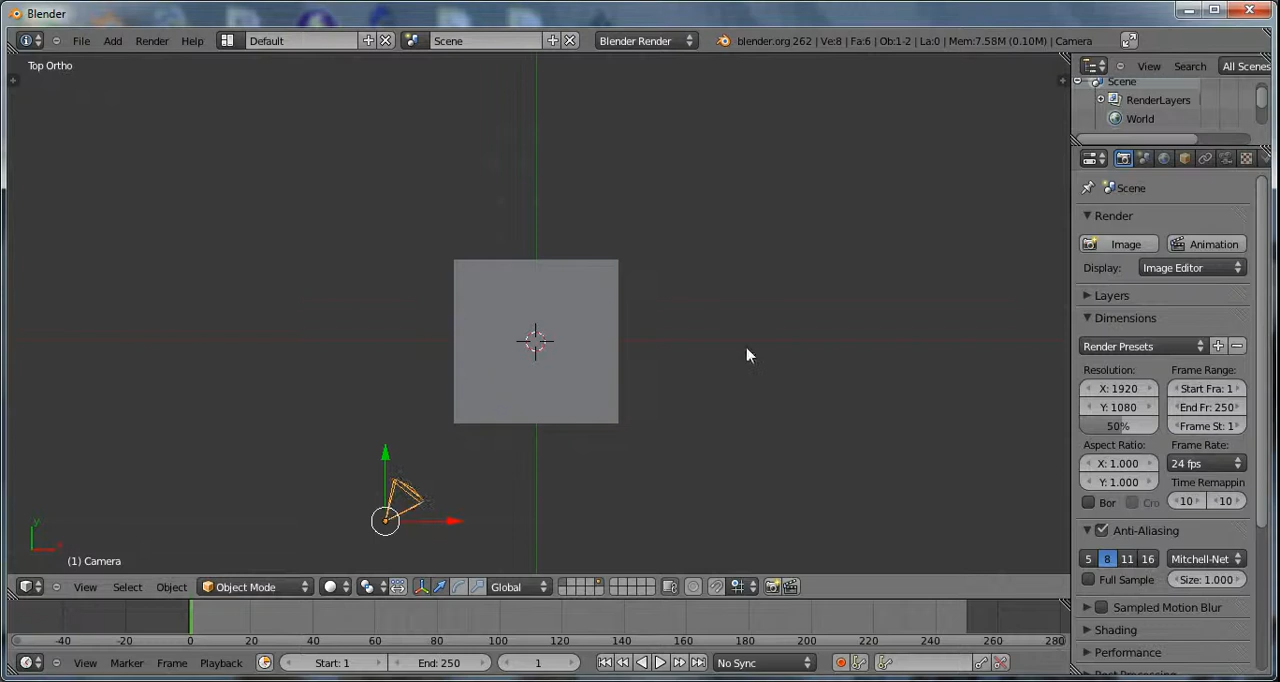 Blender
File Add Render Help Default Scene Blender Render blender.org 262 | Ve:8 | Fa:6 | Ob:1-2 | La:0 | Mem:7.58M (0.10M) | Camera
Top Ortho
View Search All Scenes
Scene
RenderLayers
World
Scene
Render
Image Animation
Display: Image Editor
Layers
Dimensions
Render Presets
Resolution: Frame Range:
X: 1920 Start Fra: 1
Y: 1080 End Fr: 250
50% Frame St: 1
Aspect Ratio: Frame Rate:
X: 1.000 24 fps
Y: 1.000 Time Remappin
Bor Cro 10 10
Anti-Aliasing
5 8 11 16 Mitchell-Net
Full Sample Size: 1.000
Sampled Motion Blur
Shading
Performance
y
(1) Camera
View Select Object Object Mode Global
-40 -20 0 20 40 60 80 100 120 140 160 180 200 220 240 260 280
View Marker Frame Playback Start: 1 End: 250 1 No Sync